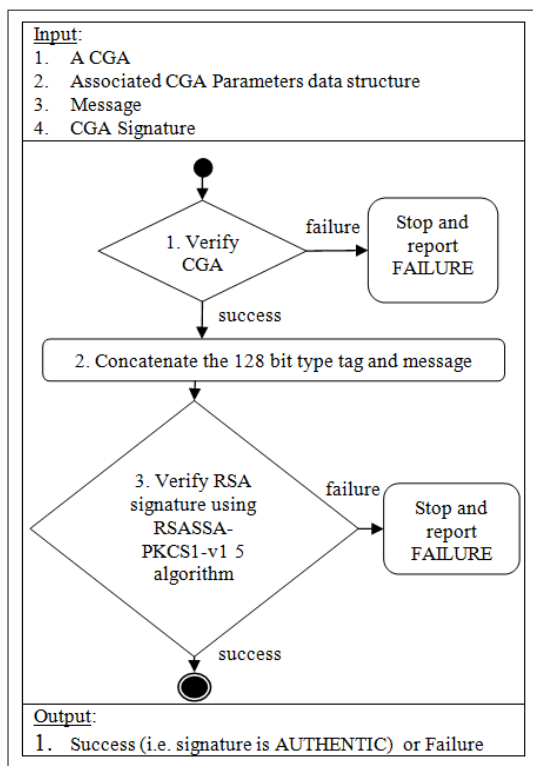 Input:
1. A CGA
2. Associated CGA Parameters data structure
3. Message
4. CGA Signature
1. Verify
CGA
failure
Stop and
report
FAILURE
success
2. Concatenate the 128 bit type tag and message
3. Verify RSA
signature using
RSASSA-
PKCS1-v1 5
algorithm
failure
Stop and
report
FAILURE
success
Output:
1. Success (i.e. signature is AUTHENTIC) or Failure